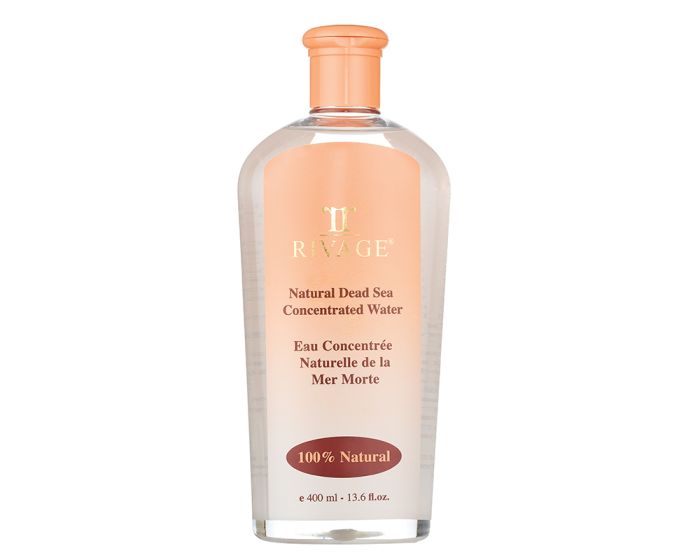 RIVAGE®
Natural Dead Sea
Concentrated Water
Eau Concentrée
Naturelle de la
Mer Morte
100% Natural
e 400 ml - 13.6 fl.oz.